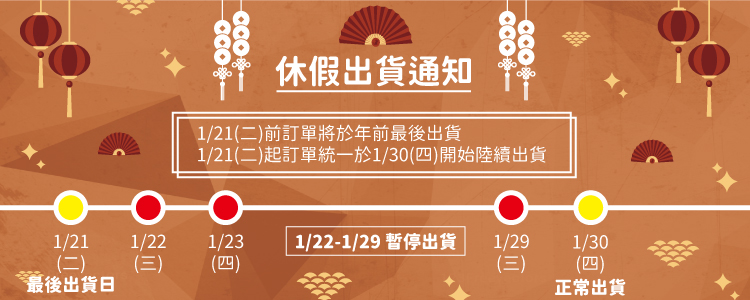 休假出貨通知
1/21(二)前訂單將於年前最後出貨
1/21(二)起訂單統一於1/30(四)開始陸續出貨
1/21
(二)
最後出貨日
1/22
(三)
1/23
(四)
1/22-1/29 暫停出貨
1/29
(三)
1/30
(四)
正常出貨